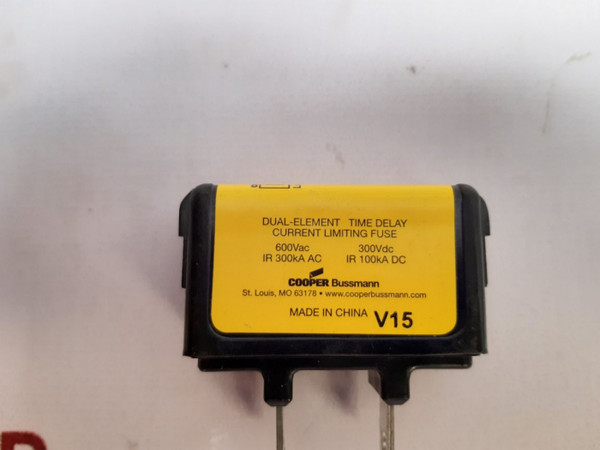 DUAL-ELEMENT TIME DELAY
CURRENT LIMITING FUSE
600Vac 300Vdc
IR 300kA AC IR 100kA DC
COOPER Bussmann
St. Louis, MO 63178 • www.cooperbussmann.com
MADE IN CHINA V15